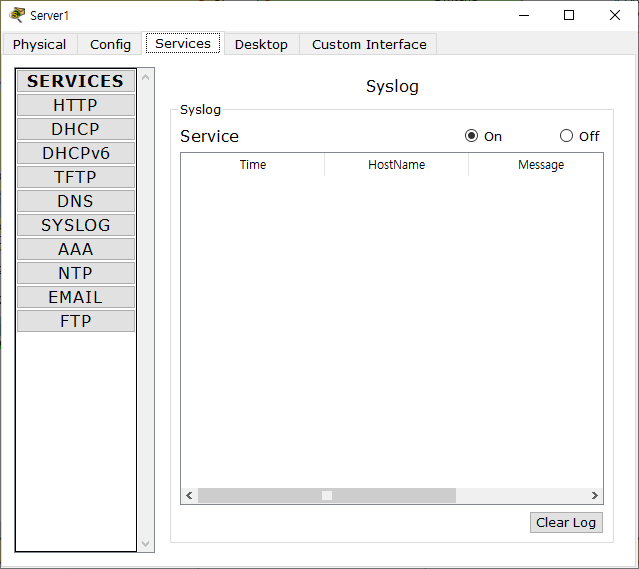 Server1
Physical Config Services Desktop Custom Interface
SERVICES
HTTP
DHCP
DHCPv6
TFTP
DNS
SYSLOG
AAA
NTP
EMAIL
FTP
Syslog
Syslog
Service On Off
Time HostName Message
Clear Log